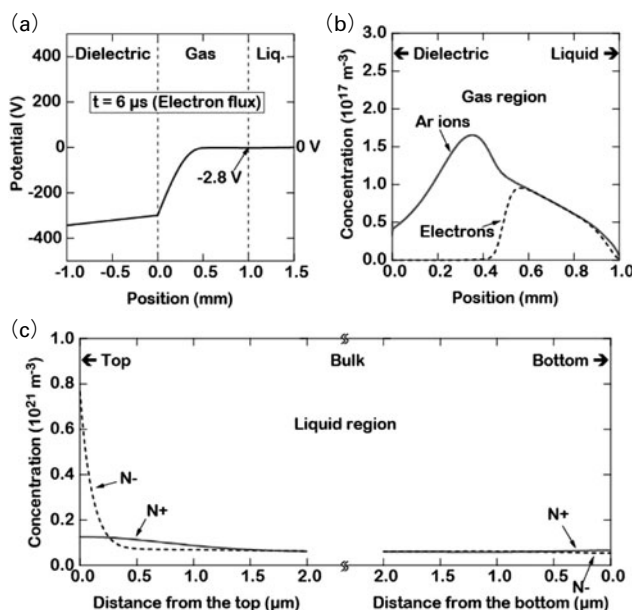 (a)
Dielectric Gas Liq.
t = 6 µs (Electron flux)
400
200
0
-200
-400
0 V
-2.8 V
Potential (V)
-1.0 -0.5 0.0 0.5 1.0 1.5
Position (mm)
(b)
Dielectric Liquid
Gas region
Ar ions
Electrons
3.0
2.5
2.0
1.5
1.0
0.5
0.0
Concentration (10¹⁷ m⁻³)
0.0 0.2 0.4 0.6 0.8 1.0
Position (mm)
(c)
Top Bulk Bottom
Liquid region
N-
N+
N+
N-
1.0
0.8
0.6
0.4
0.2
0.0
Concentration (10²¹ m⁻³)
0.0 0.5 1.0 1.5 2.0 2.0 1.5 1.0 0.5 0.0
Distance from the top (µm) Distance from the bottom (µm)